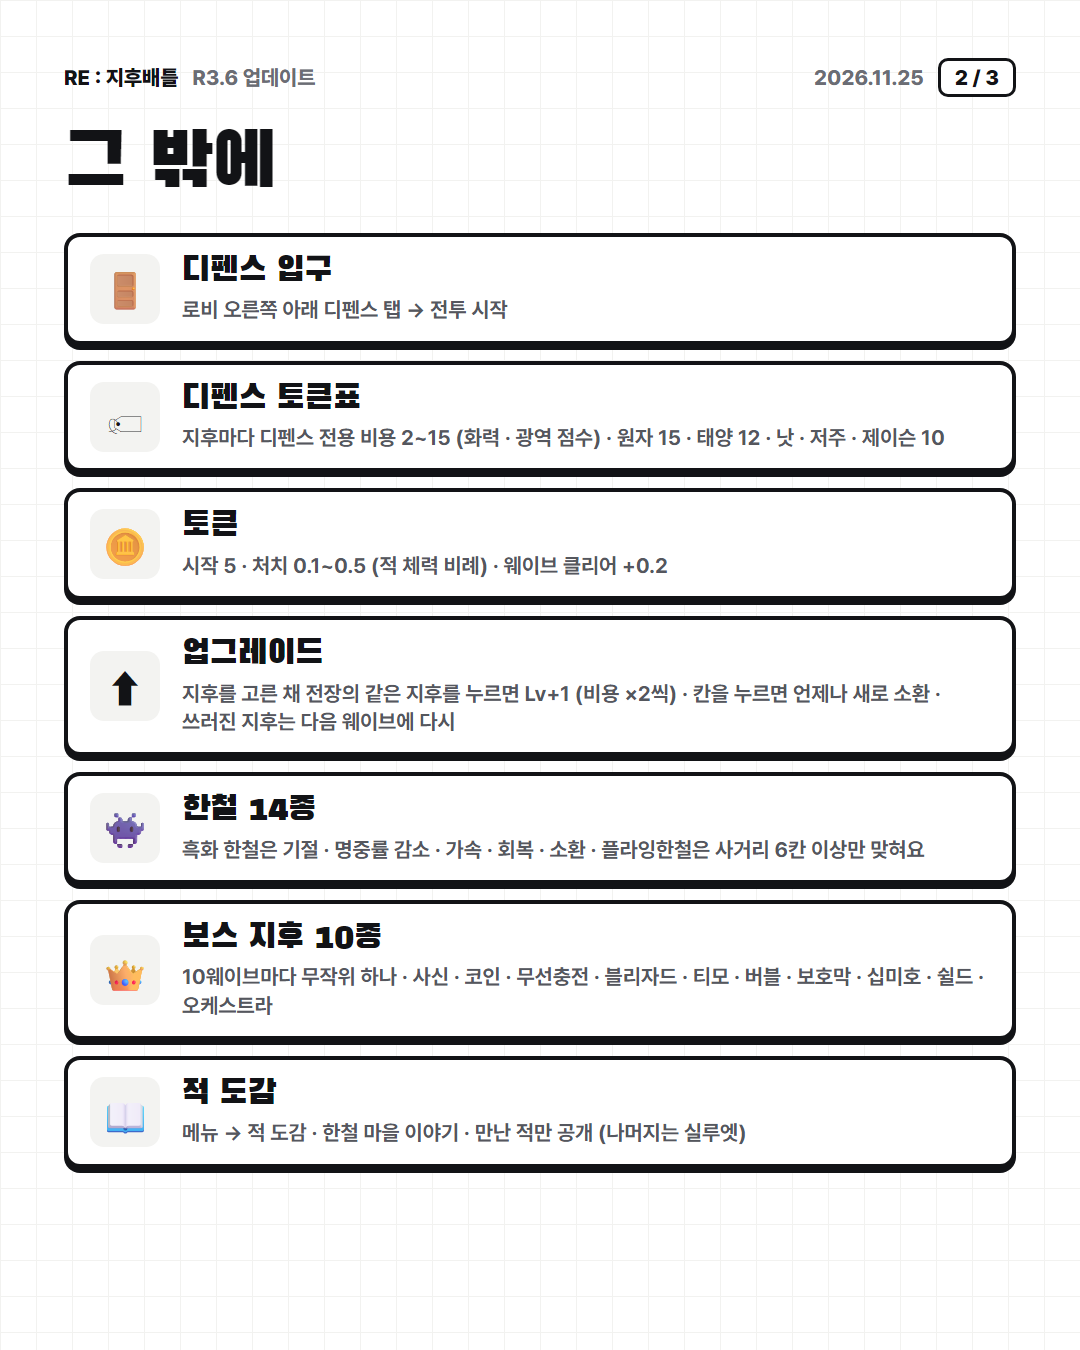 RE : 지후배틀 R3.6 업데이트
2026.11.25 2 / 3
그 밖에
디펜스 입구
로비 오른쪽 아래 디펜스 탭 → 전투 시작
디펜스 토큰표
지후마다 디펜스 전용 비용 2~15 (화력 · 광역 점수) · 원자 15 · 태양 12 · 낫 · 저주 · 제이슨 10
토큰
시작 5 · 처치 0.1~0.5 (적 체력 비례) · 웨이브 클리어 +0.2
업그레이드
지후를 고른 채 전장의 같은 지후를 누르면 Lv+1 (비용 ×2씩) · 칸을 누르면 언제나 새로 소환 ·
쓰러진 지후는 다음 웨이브에 다시
한철 14종
흑화 한철은 기절 · 명중률 감소 · 가속 · 회복 · 소환 · 플라잉한철은 사거리 6칸 이상만 맞혀요
보스 지후 10종
10웨이브마다 무작위 하나 · 사신 · 코인 · 무선충전 · 블리자드 · 티모 · 버블 · 보호막 · 십미호 · 쉴드 ·
오케스트라
적 도감
메뉴 → 적 도감 · 한철 마을 이야기 · 만난 적만 공개 (나머지는 실루엣)